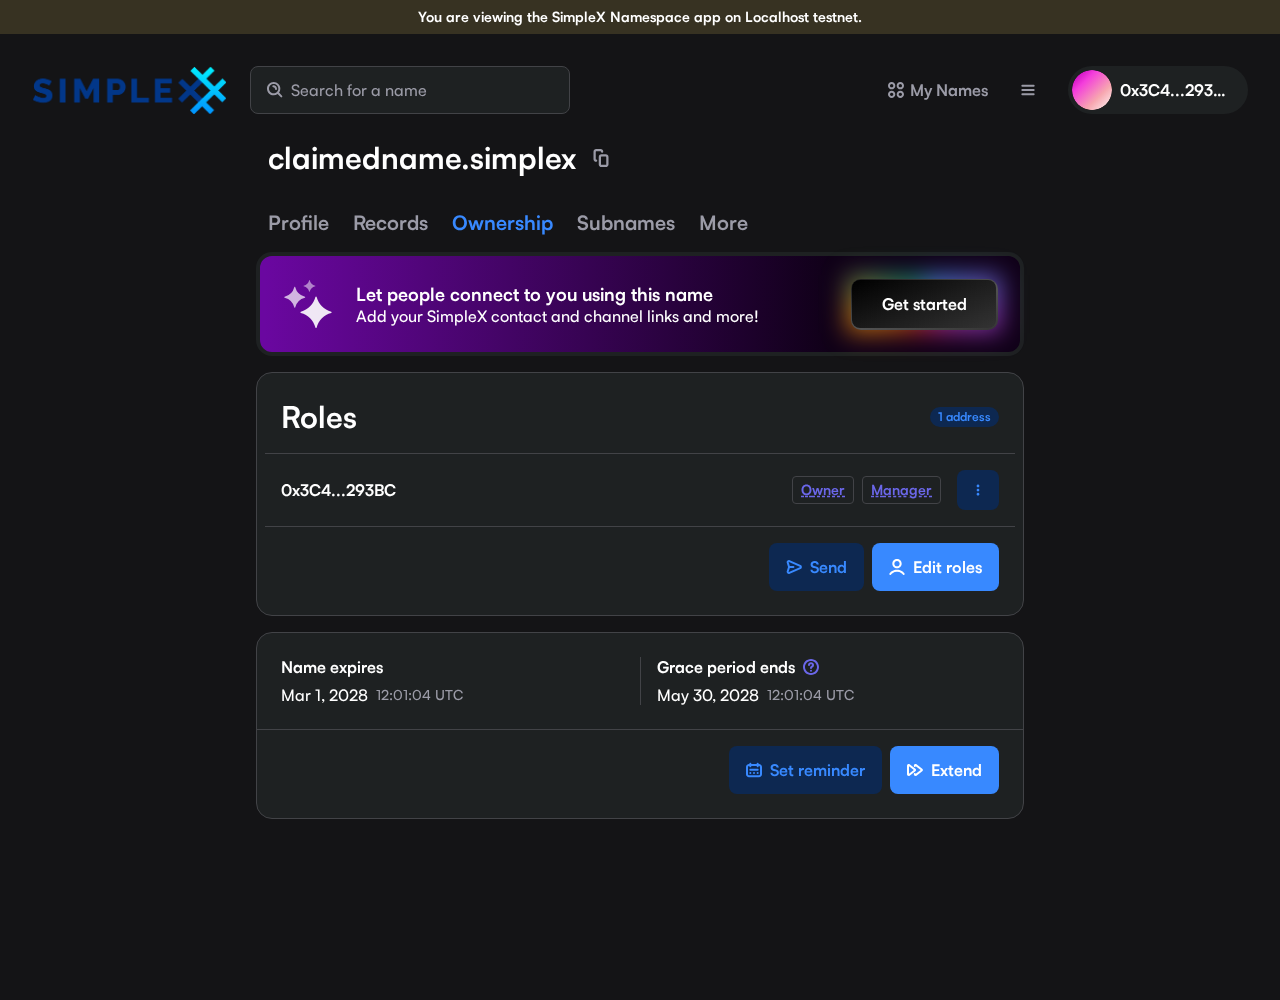 You are viewing the SimpleX Namespace app on Localhost testnet.
SIMPLEX
Search for a name
My Names
0x3C4...293...
claimedname.simplex
Profile Records Ownership Subnames More
Let people connect to you using this name
Add your SimpleX contact and channel links and more!
Get started
Roles
1 address
0x3C4...293BC
Owner Manager
Send Edit roles
Name expires
Mar 1, 2028 12:01:04 UTC
Grace period ends
May 30, 2028 12:01:04 UTC
Set reminder Extend